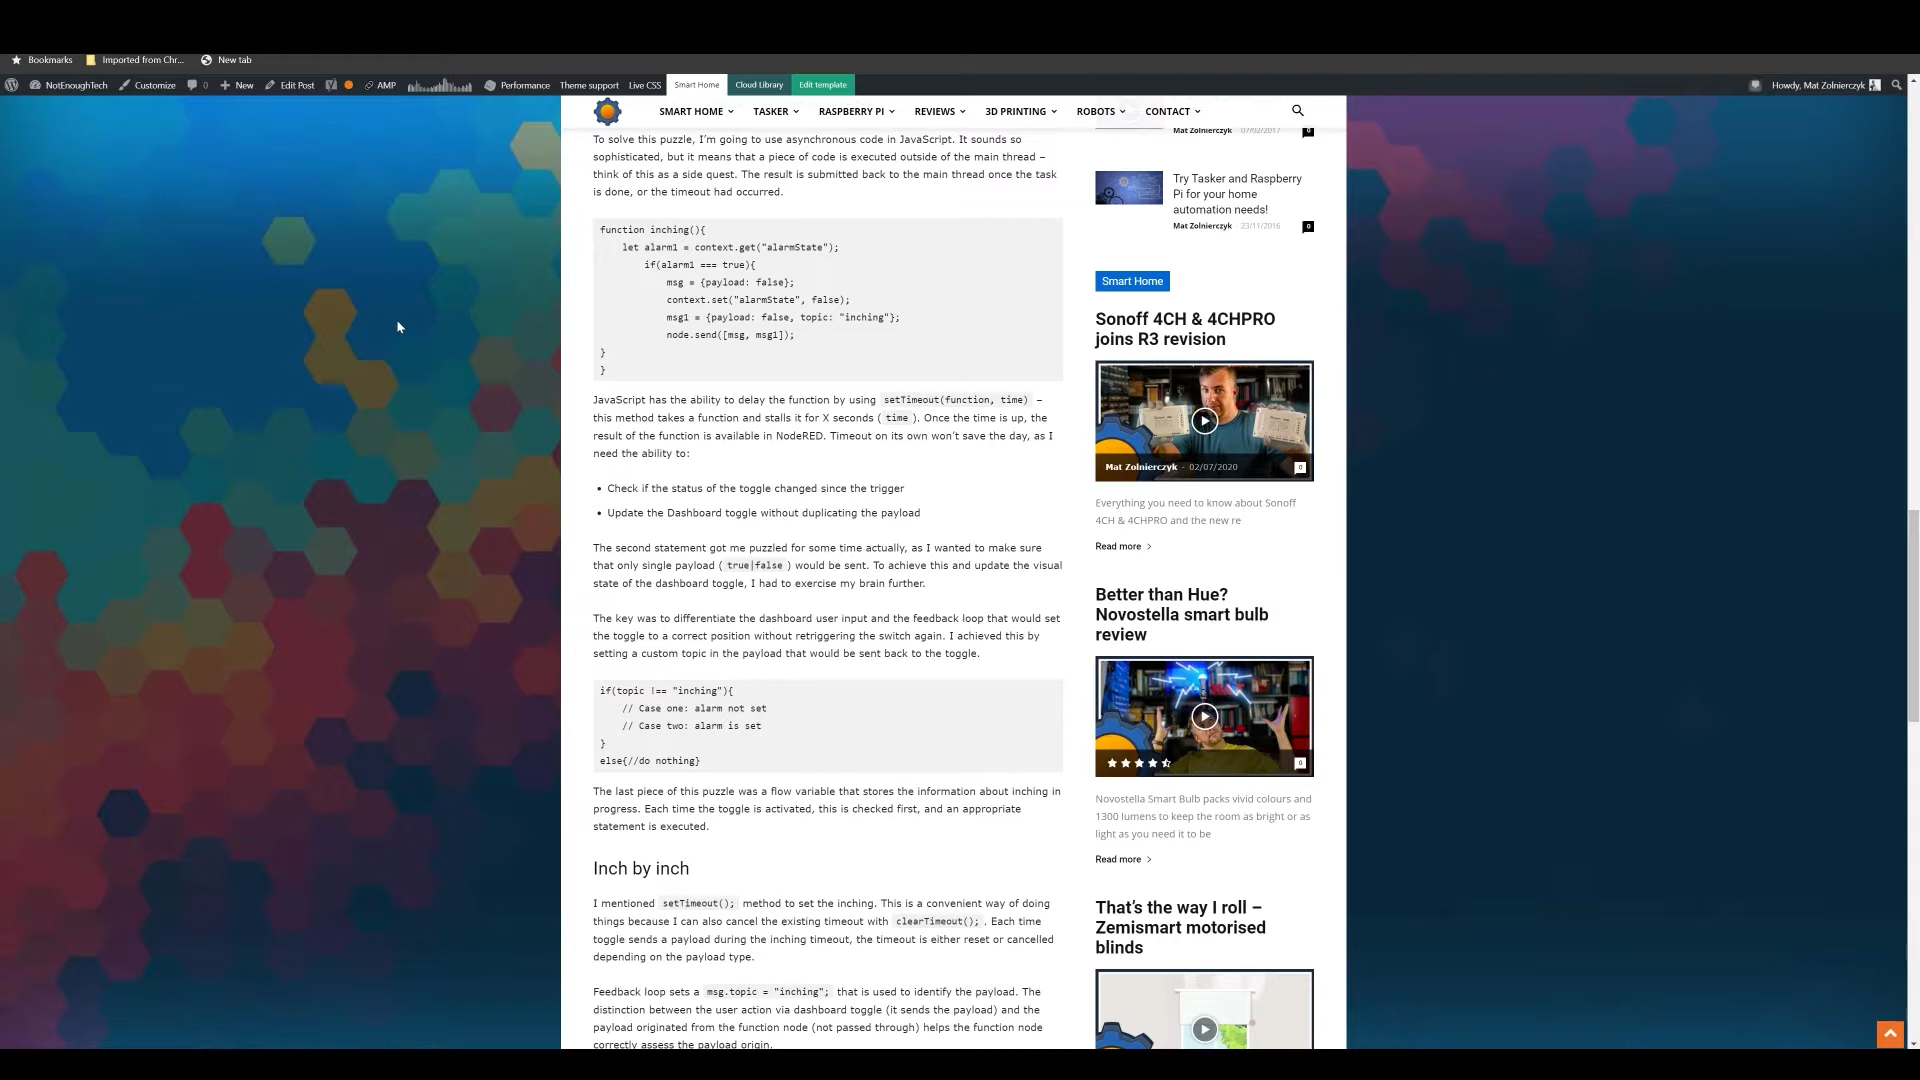 Bookmarks Imported from Chr... New tab
NotEnoughTech Customize 0 New Edit Post AMP Performance Theme support Live CSS Smart Home Cloud Library Edit template Howdy, Mat Zolnierczyk
SMART HOME TASKER RASPBERRY PI REVIEWS 3D PRINTING ROBOTS CONTACT
To solve this puzzle, I’m going to use asynchronous code in JavaScript. It sounds so
sophisticated, but it means that a piece of code is executed outside of the main thread –
think of this as a side quest. The result is submitted back to the main thread once the task
is done, or the timeout had occurred.
function inching(){
let alarm1 = context.get("alarmState");
if(alarm1 === true){
msg = {payload: false};
context.set("alarmState", false);
msg1 = {payload: false, topic: "inching"};
node.send([msg, msg1]);
}
}
JavaScript has the ability to delay the function by using setTimeout(function, time) –
this method takes a function and stalls it for X seconds ( time ). Once the time is up, the
result of the function is available in NodeRED. Timeout on its own won’t save the day, as I
need the ability to:
• Check if the status of the toggle changed since the trigger
• Update the Dashboard toggle without duplicating the payload
The second statement got me puzzled for some time actually, as I wanted to make sure
that only single payload ( true|false ) would be sent. To achieve this and update the visual
state of the dashboard toggle, I had to exercise my brain further.
The key was to differentiate the dashboard user input and the feedback loop that would set
the toggle to a correct position without retriggering the switch again. I achieved this by
setting a custom topic in the payload that would be sent back to the toggle.
if(topic !== "inching"){
// Case one: alarm not set
// Case two: alarm is set
}
else{//do nothing}
The last piece of this puzzle was a flow variable that stores the information about inching in
progress. Each time the toggle is activated, this is checked first, and an appropriate
statement is executed.
Inch by inch
I mentioned setTimeout(); method to set the inching. This is a convenient way of doing
things because I can also cancel the existing timeout with clearTimeout(); . Each time
toggle sends a payload during the inching timeout, the timeout is either reset or cancelled
depending on the payload type.
Feedback loop sets a msg.topic = "inching"; that is used to identify the payload. The
distinction between the user action via dashboard toggle (it sends the payload) and the
payload originated from the function node (not passed through) helps the function node
correctly assess the payload origin.
Mat Zolnierczyk - 07/02/2017 0
Try Tasker and Raspberry
Pi for your home
automation needs!
Mat Zolnierczyk - 23/11/2016 0
Smart Home
Sonoff 4CH & 4CHPRO
joins R3 revision
Mat Zolnierczyk - 02/07/2020 0
Everything you need to know about Sonoff
4CH & 4CHPRO and the new re
Read more
Better than Hue?
Novostella smart bulb
review
0
Novostella Smart Bulb packs vivid colours and
1300 lumens to keep the room as bright or as
light as you need it to be
Read more
That’s the way I roll –
Zemismart motorised
blinds